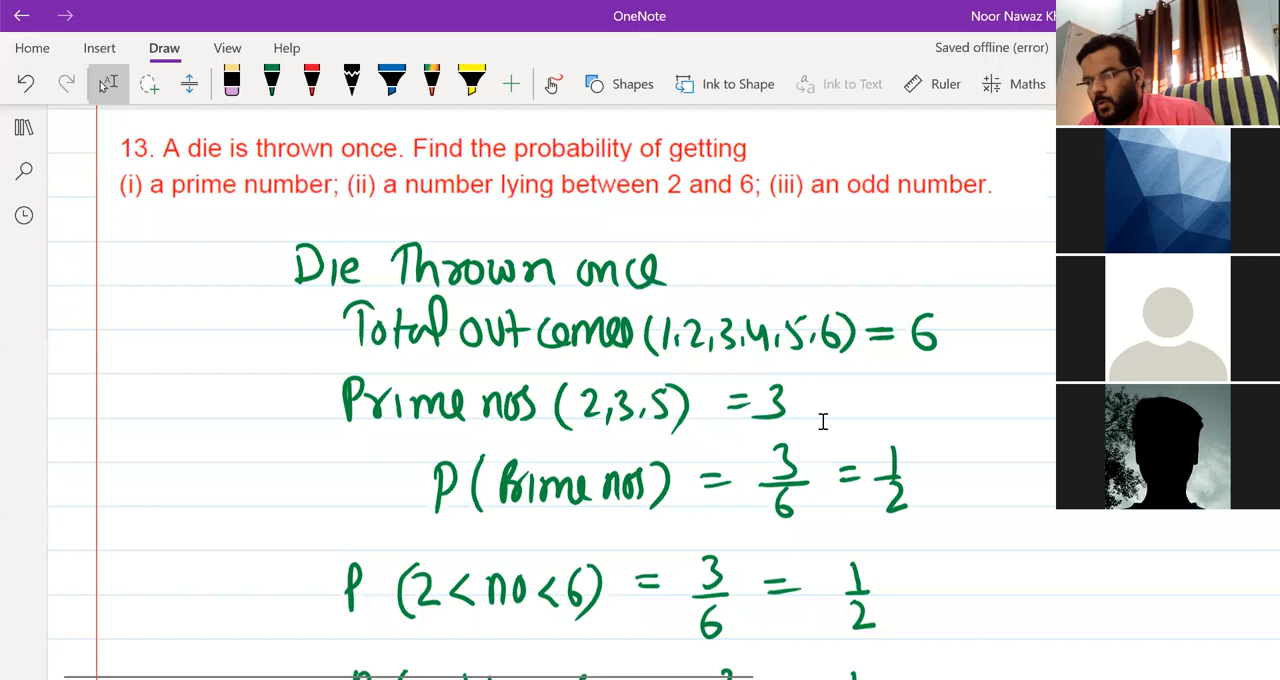 OneNote
Noor Nawaz Kh
Home Insert Draw View Help
Saved offline (error)
Shapes Ink to Shape Ink to Text Ruler Maths
13. A die is thrown once. Find the probability of getting
(i) a prime number; (ii) a number lying between 2 and 6; (iii) an odd number.
Die Thrown once
Total outcomes (1,2,3,4,5,6) = 6
Prime nos (2,3,5) = 3
P (Prime nos) = 3/6 = 1/2
P (2 < no < 6) = 3/6 = 1/2